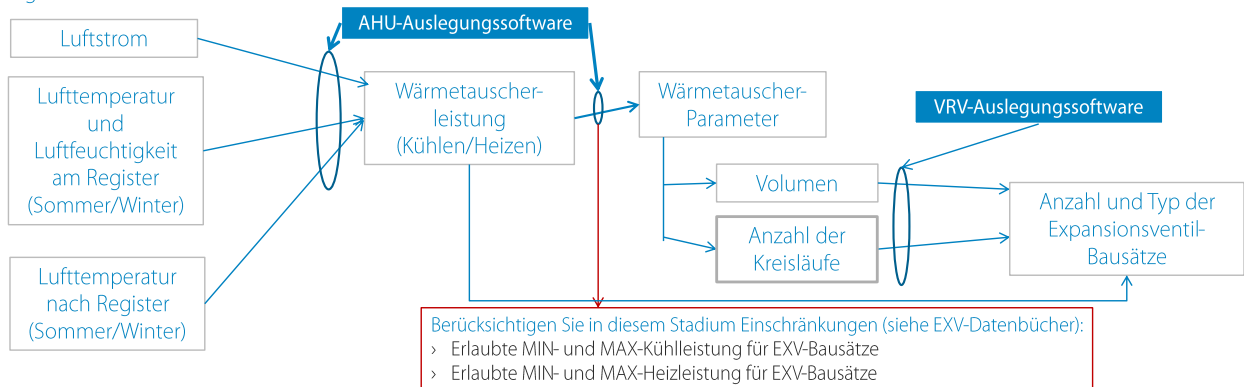 AHU-Auslegungssoftware
Luftstrom
Lufttemperatur
und
Luftfeuchtigkeit
am Register
(Sommer/Winter)
Lufttemperatur
nach Register
(Sommer/Winter)
Wärmetauscher-
leistung
(Kühlen/Heizen)
Wärmetauscher-
Parameter
VRV-Auslegungssoftware
Volumen
Anzahl der
Kreisläufe
Anzahl und Typ der
Expansionsventil-
Bausätze
Berücksichtigen Sie in diesem Stadium Einschränkungen (siehe EXV-Datenbücher):
› Erlaubte MIN- und MAX-Kühlleistung für EXV-Bausätze
› Erlaubte MIN- und MAX-Heizleistung für EXV-Bausätze